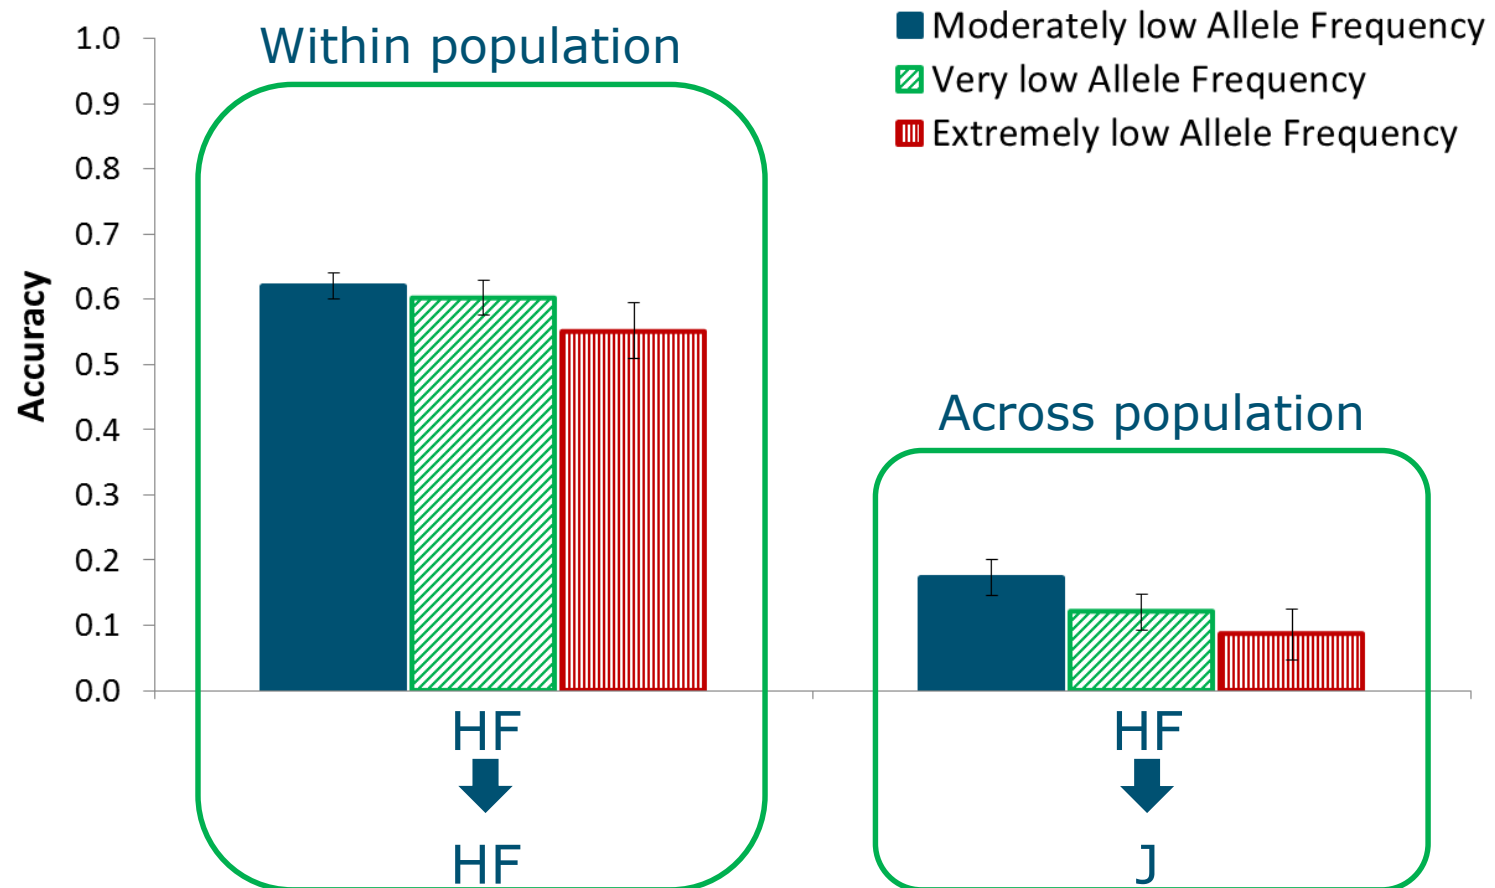 Within population
Moderately low Allele Frequency
Very low Allele Frequency
Extremely low Allele Frequency
Accuracy
1.0
0.9
0.8
0.7
0.6
0.5
0.4
0.3
0.2
0.1
0.0
Across population
HF
HF
HF
J